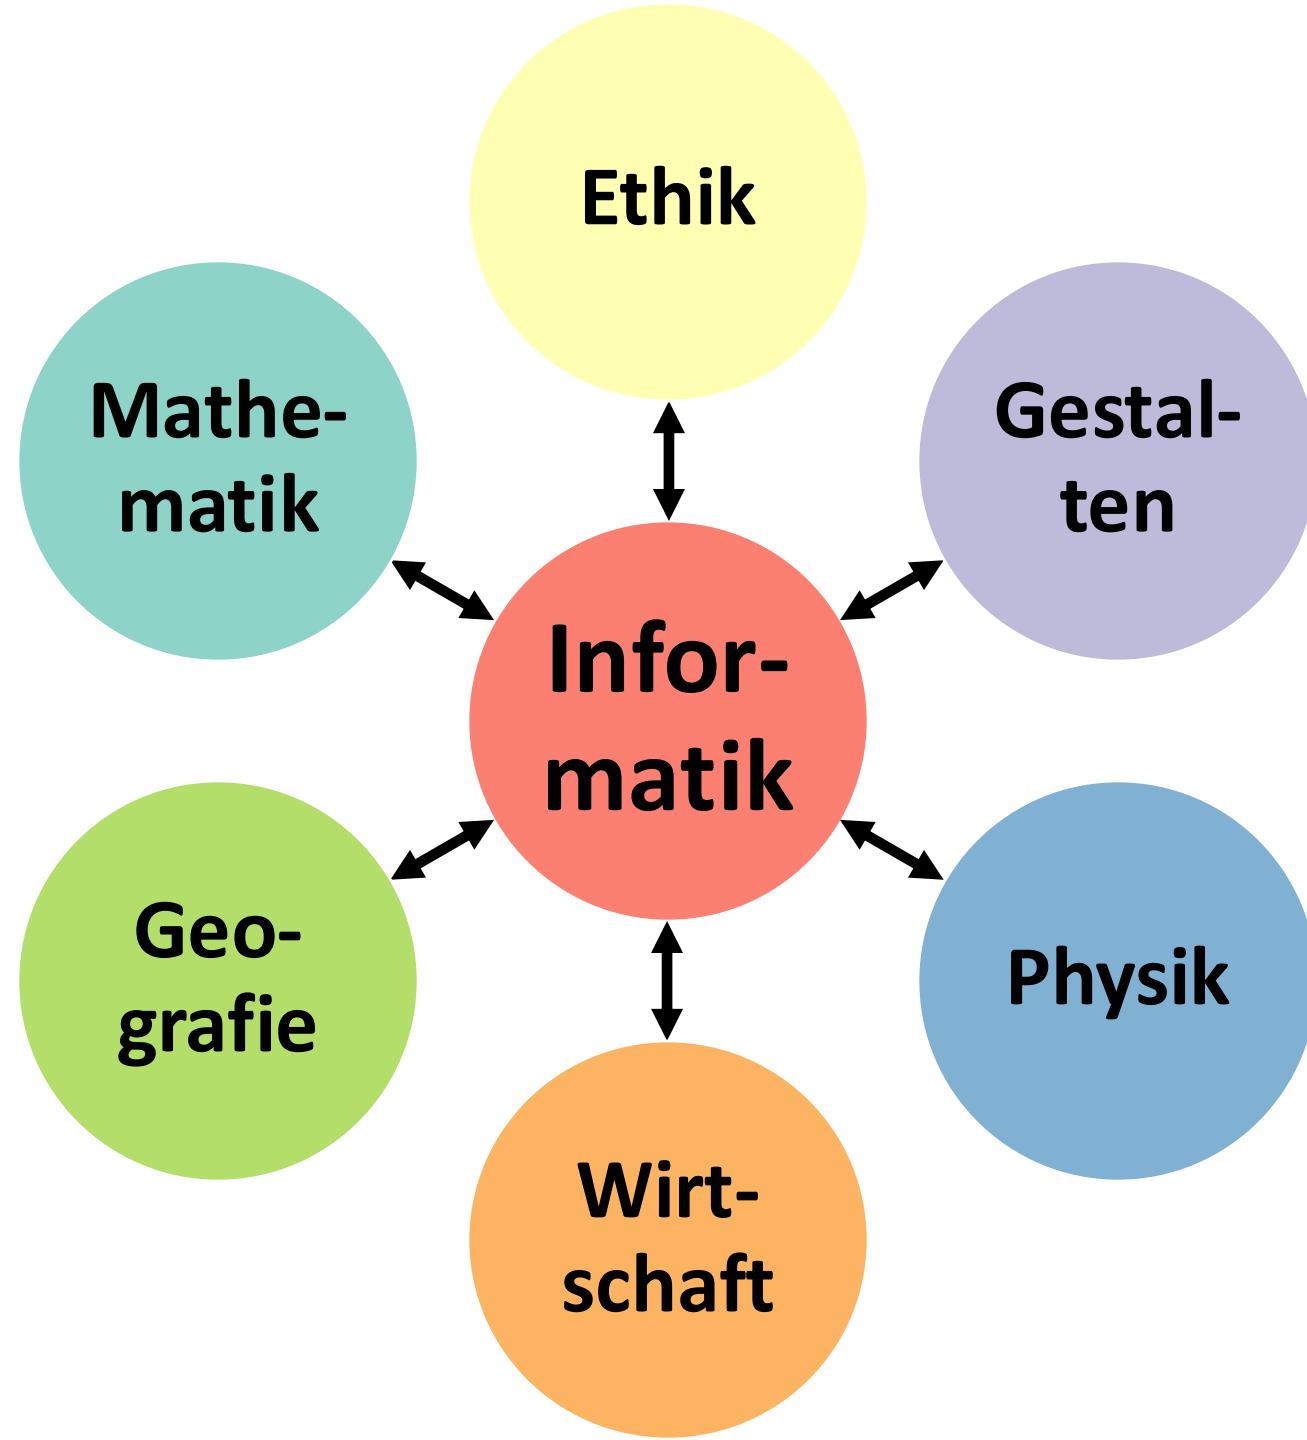 Ethik
Mathe-
matik
Gestal-
ten
Infor-
matik
Geo-
grafie
Physik
Wirt-
schaft